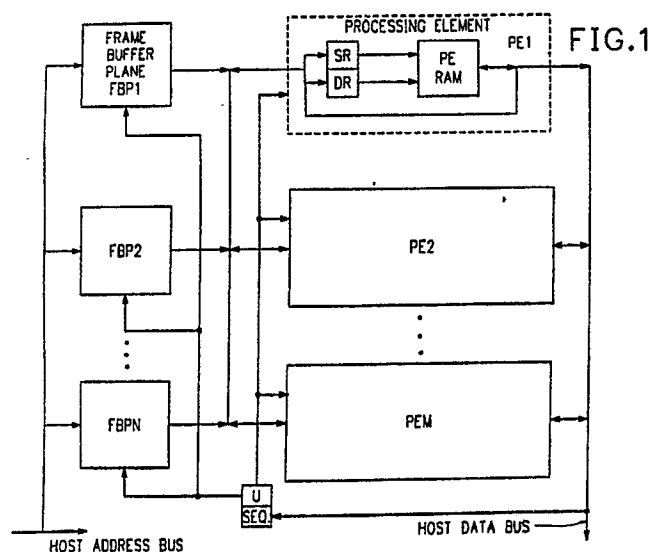 FIG.1
PROCESSING ELEMENT
FRAME
BUFFER
PLANE
FBP1
SR
DR
PE
RAM
PE1
FBP2
PE2
FBPN
PEM
U
SEQ.
HOST ADDRESS BUS
HOST DATA BUS